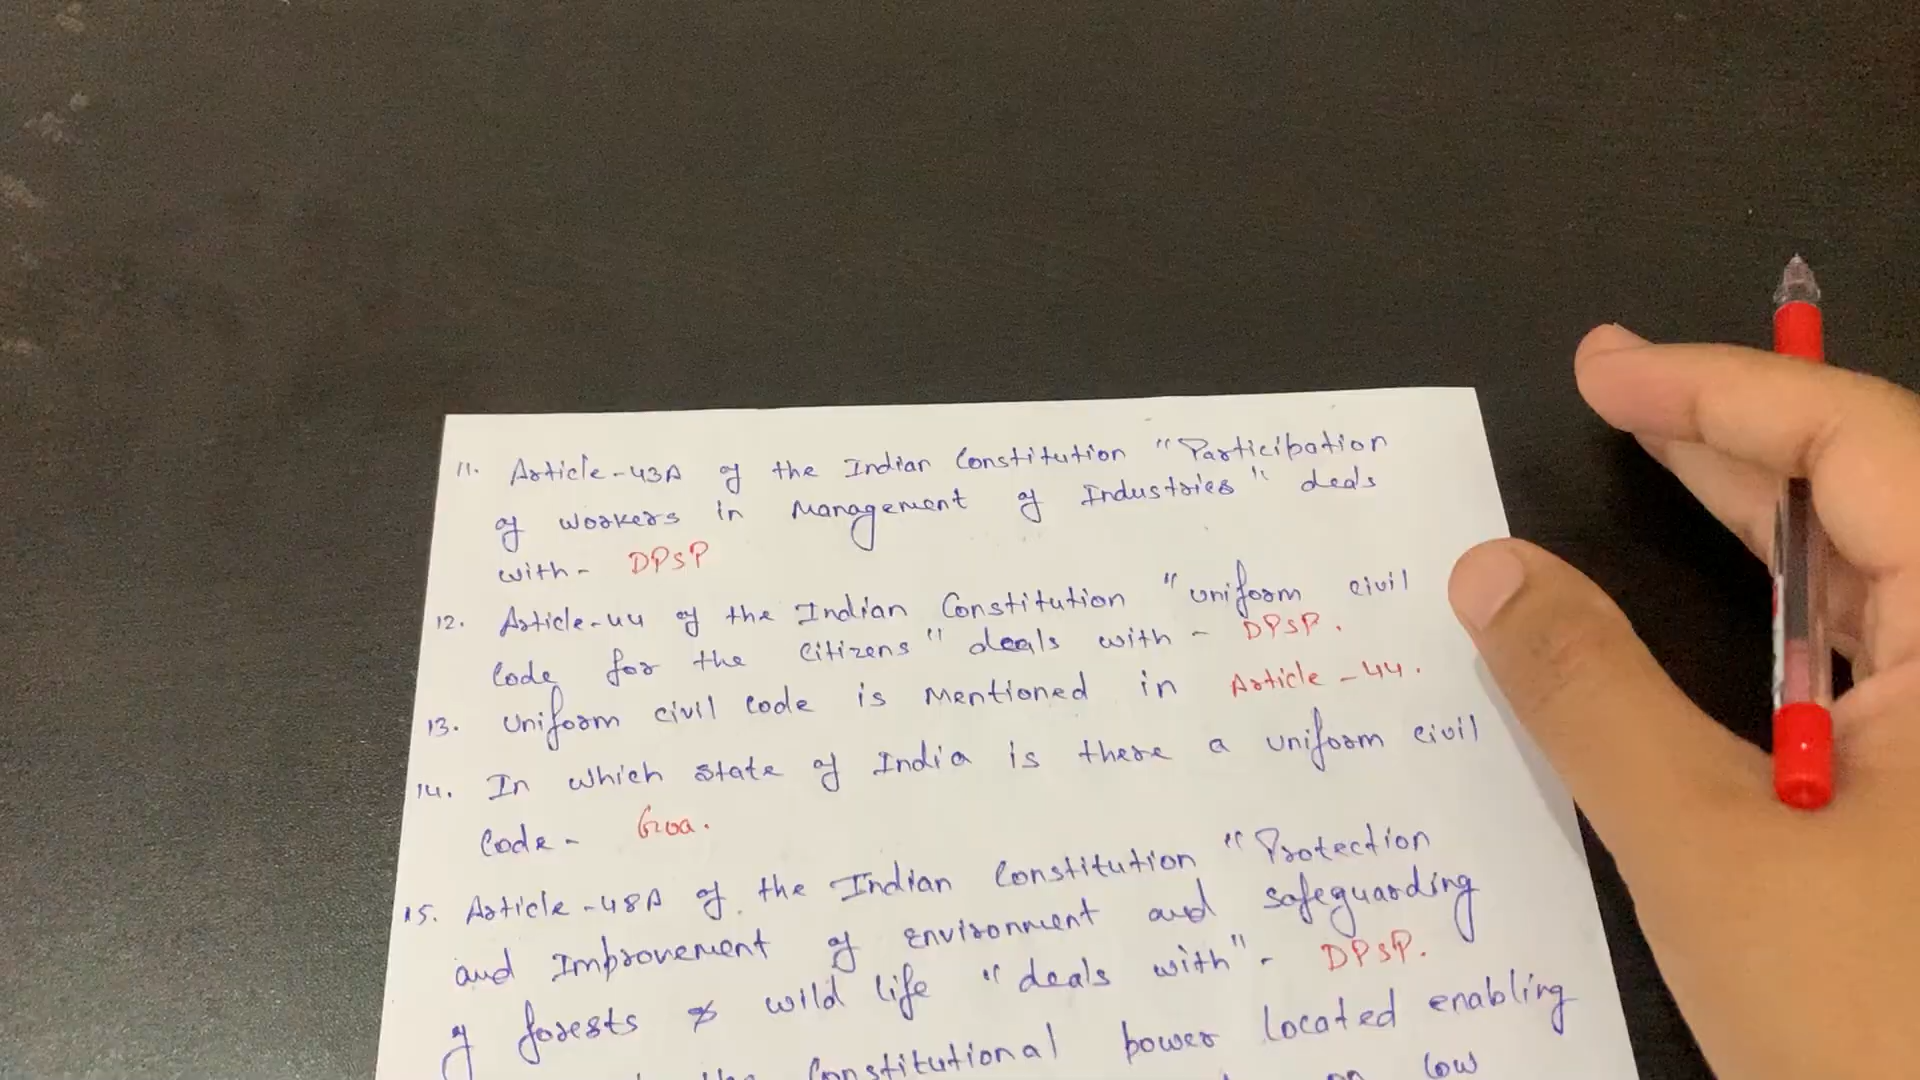 11. Article-43A of the Indian Constitution "Participation
of workers in Management of Industries" deals
with- DPSP
12. Article-44 of the Indian Constitution "uniform civil
Code for the citizens" deals with - DPSP.
13. Uniform civil code is Mentioned in Article-44.
14. In which state of India is there a uniform civil
Code- Goa.
15. Article-48A of the Indian Constitution "Protection
and Improvement of Environment and safeguarding
of forests & wild life "deals with"- DPSP.
the Constitutional power located enabling
on low